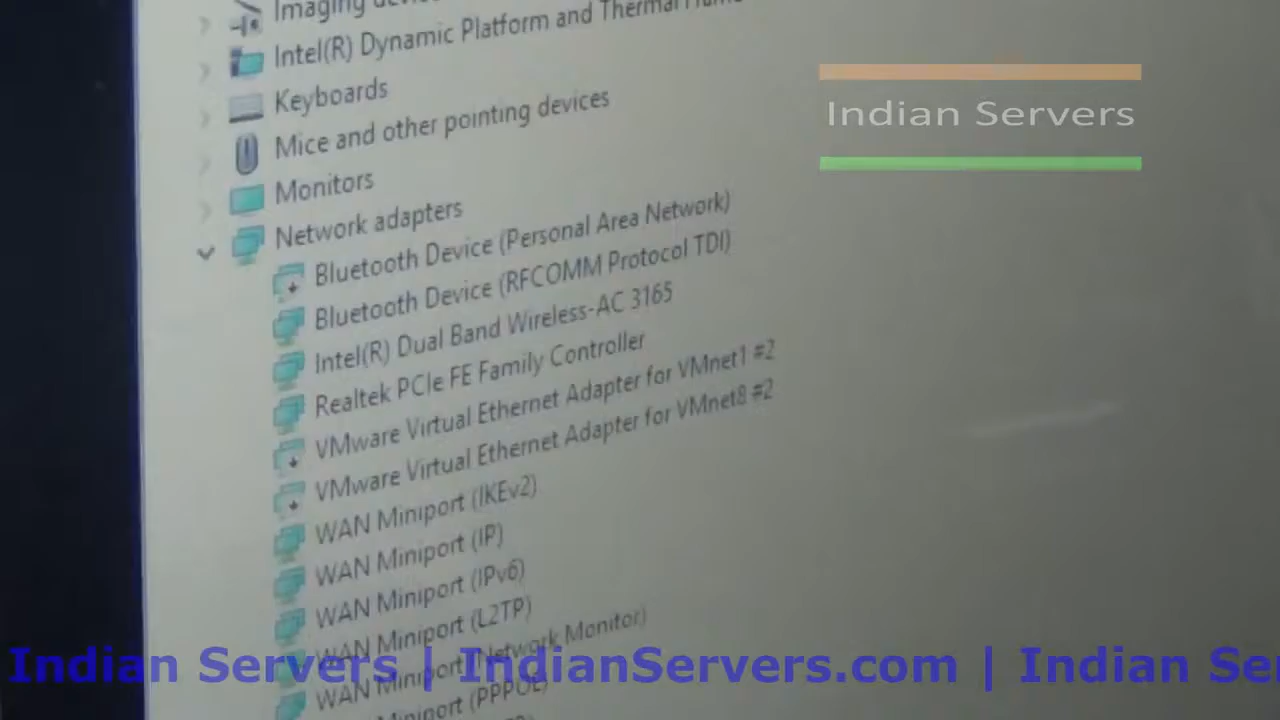 Imaging
Intel(R) Dynamic Platform and Thermal
Keyboards
Mice and other pointing devices
Monitors
Network adapters
Bluetooth Device (Personal Area Network)
Bluetooth Device (RFCOMM Protocol TDI)
Intel(R) Dual Band Wireless-AC 3165
Realtek PCIe FE Family Controller
VMware Virtual Ethernet Adapter for VMnet1 #2
VMware Virtual Ethernet Adapter for VMnet8 #2
WAN Miniport (IKEv2)
WAN Miniport (IP)
WAN Miniport (IPv6)
WAN Miniport (L2TP)
WAN Miniport (Network Monitor)
Miniport (PPPOE)
Indian Servers
Indian Servers | IndianServers.com | Indian Se